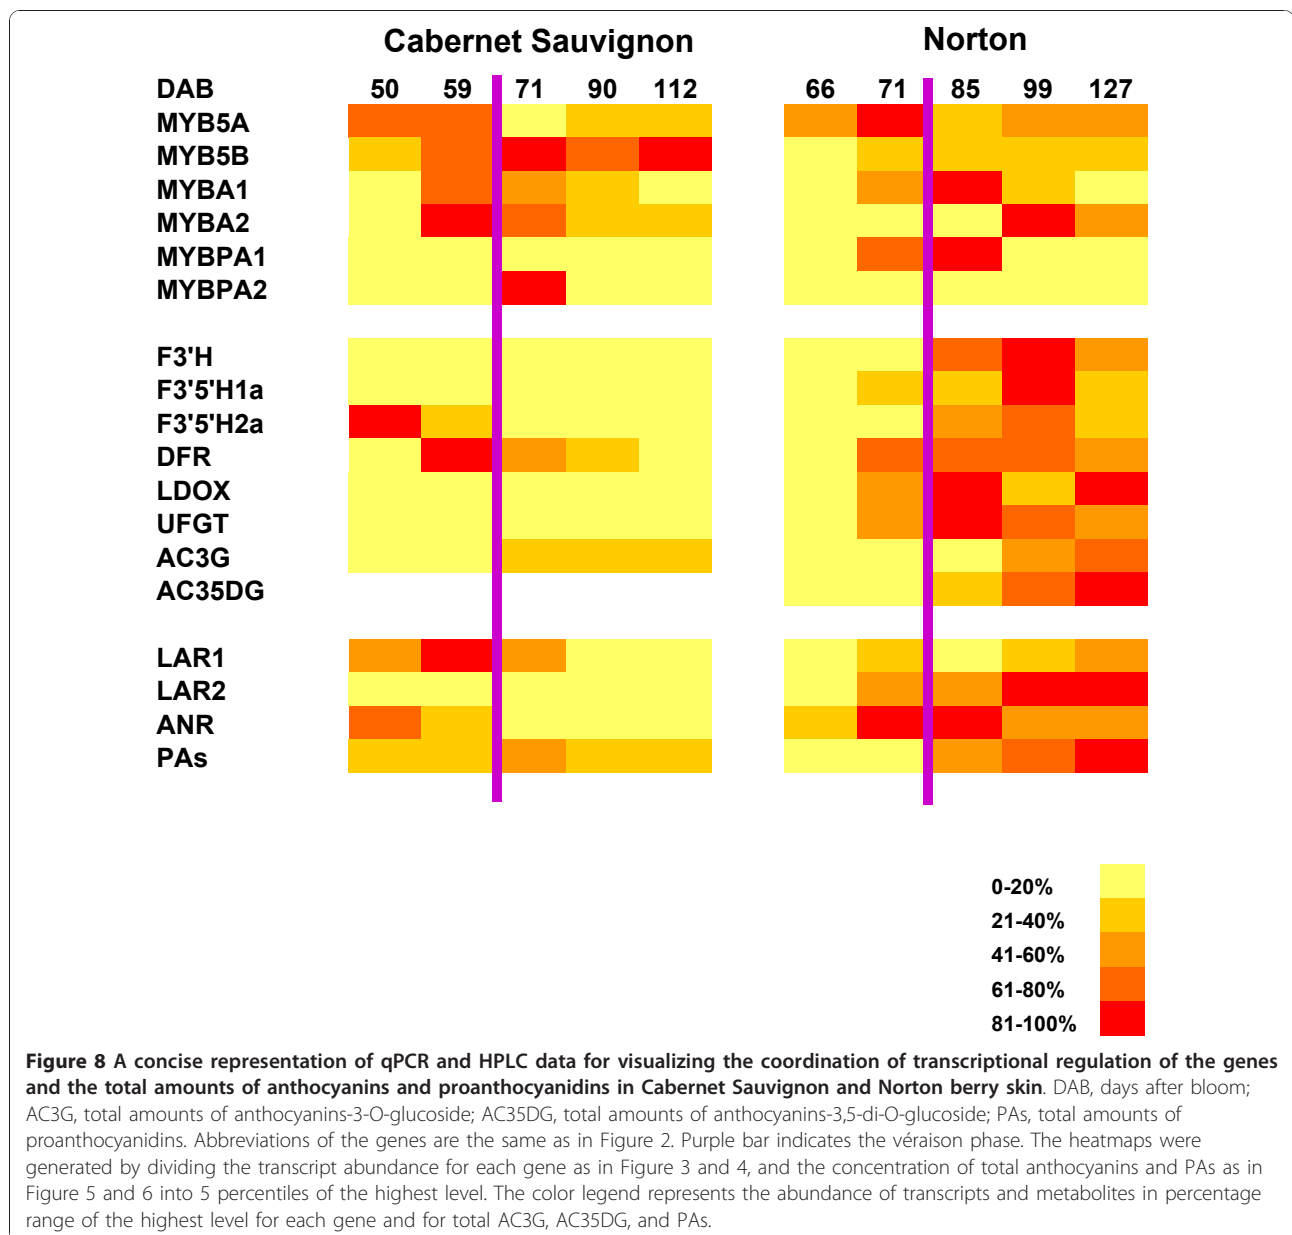 Cabernet Sauvignon Norton
DAB 50 59 71 90 112 66 71 85 99 127
MYB5A
MYB5B
MYBA1
MYBA2
MYBPA1
MYBPA2
F3'H
F3'5'H1a
F3'5'H2a
DFR
LDOX
UFGT
AC3G
AC35DG
LAR1
LAR2
ANR
PAs
0-20%
21-40%
41-60%
61-80%
81-100%
Figure 8 A concise representation of qPCR and HPLC data for visualizing the coordination of transcriptional regulation of the genes
and the total amounts of anthocyanins and proanthocyanidins in Cabernet Sauvignon and Norton berry skin. DAB, days after bloom;
AC3G, total amounts of anthocyanins-3-O-glucoside; AC35DG, total amounts of anthocyanins-3,5-di-O-glucoside; PAs, total amounts of
proanthocyanidins. Abbreviations of the genes are the same as in Figure 2. Purple bar indicates the véraison phase. The heatmaps were
generated by dividing the transcript abundance for each gene as in Figure 3 and 4, and the concentration of total anthocyanins and PAs as in
Figure 5 and 6 into 5 percentiles of the highest level. The color legend represents the abundance of transcripts and metabolites in percentage
range of the highest level for each gene and for total AC3G, AC35DG, and PAs.